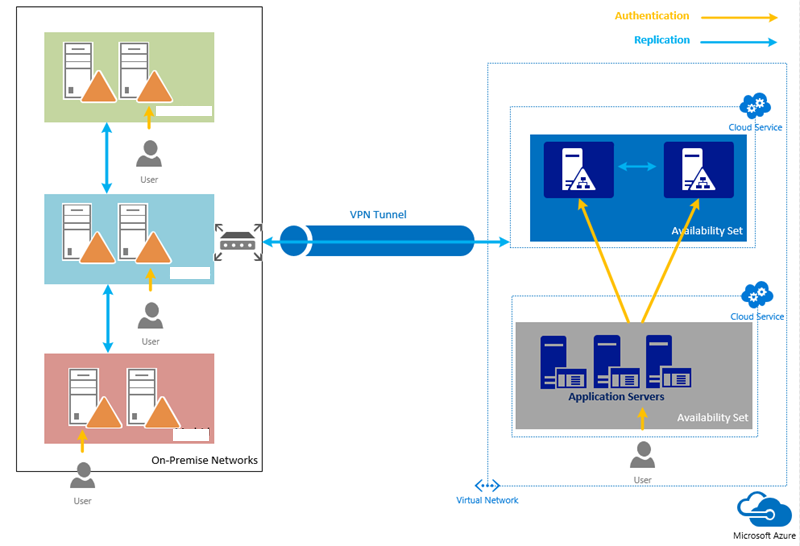 Authentication
Replication
Cloud Service
User
VPN Tunnel
Availability Set
User
Cloud Service
Application Servers
Availability Set
On-Premise Networks
User
User
Virtual Network
Microsoft Azure